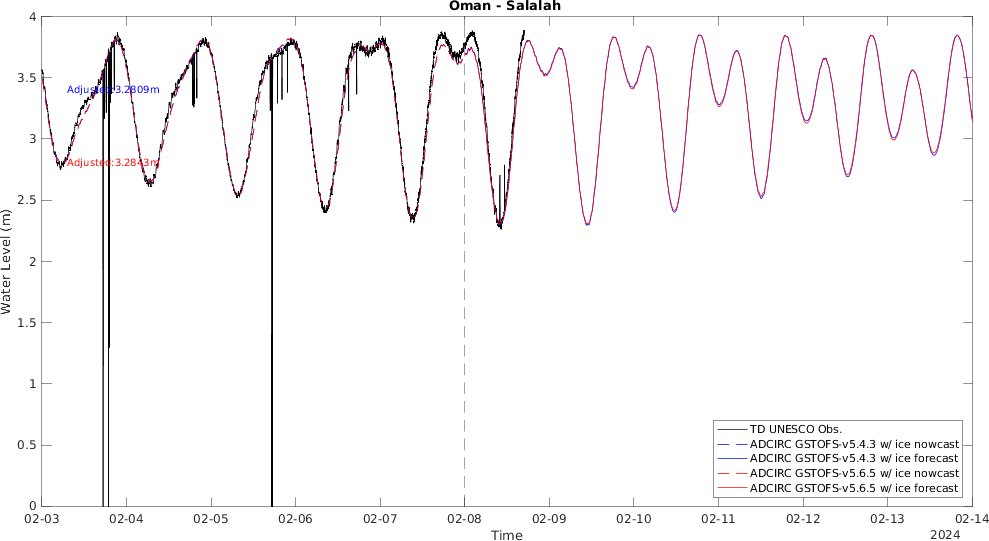 Oman - Salalah
4
3.5
3
2.5
2
1.5
1
0.5
0
Water Level (m)
Adjusted:3.2809m
Adjusted:3.2843m
02-03
02-04
02-05
02-06
02-07
02-08
02-09
02-10
02-11
02-12
02-13
02-14
Time
2024
TD UNESCO Obs.
ADCIRC GSTOFS-v5.4.3 w/ ice nowcast
ADCIRC GSTOFS-v5.4.3 w/ ice forecast
ADCIRC GSTOFS-v5.6.5 w/ ice nowcast
ADCIRC GSTOFS-v5.6.5 w/ ice forecast